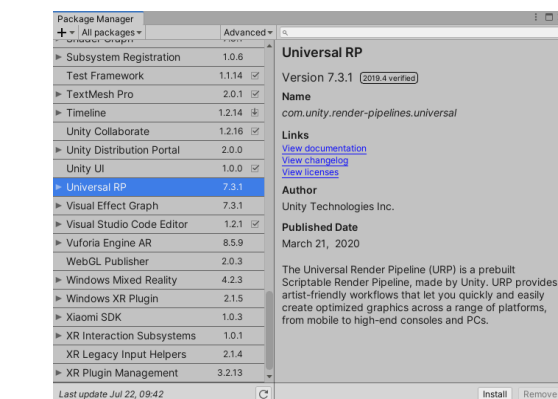 Package Manager
+ All packages Advanced
Shader Graph
Subsystem Registration 1.0.6
Test Framework 1.1.14
TextMesh Pro 2.0.1
Timeline 1.2.14
Unity Collaborate 1.2.16
Unity Distribution Portal 2.0.0
Unity UI 1.0.0
Universal RP 7.3.1
Visual Effect Graph 7.3.1
Visual Studio Code Editor 1.2.1
Vuforia Engine AR 8.5.9
WebGL Publisher 2.0.3
Windows Mixed Reality 4.2.3
Windows XR Plugin 2.1.5
Xiaomi SDK 1.0.3
XR Interaction Subsystems 1.0.1
XR Legacy Input Helpers 2.1.4
XR Plugin Management 3.2.13
Last update Jul 22, 09:42
Universal RP
Version 7.3.1 2019.4 verified
Name
com.unity.render-pipelines.universal
Links
View documentation
View changelog
View licenses
Author
Unity Technologies Inc.
Published Date
March 21, 2020
The Universal Render Pipeline (URP) is a prebuilt
Scriptable Render Pipeline, made by Unity. URP provides
artist-friendly workflows that let you quickly and easily
create optimized graphics across a range of platforms,
from mobile to high-end consoles and PCs.
Install Remove